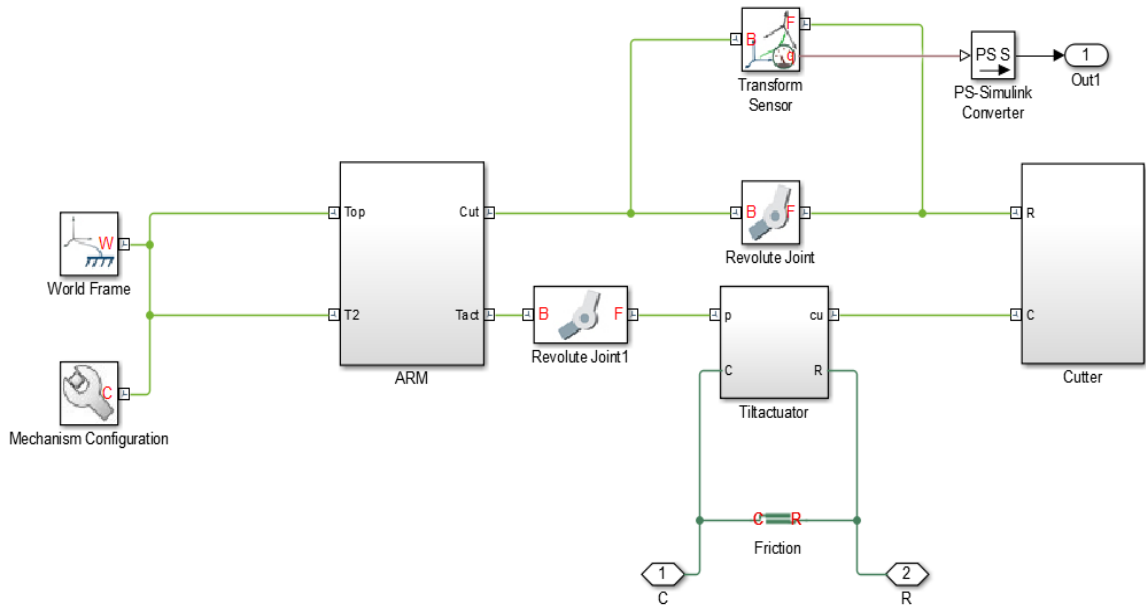 F
B
q
Transform
Sensor
PS S
PS-Simulink
Converter
1
Out1
W
World Frame
Top
Cut
T2
Tact
ARM
B
F
Revolute Joint
R
C
Cutter
B
F
Revolute Joint1
p
cu
C
R
Tiltactuator
C
Mechanism Configuration
C
R
Friction
1
C
2
R